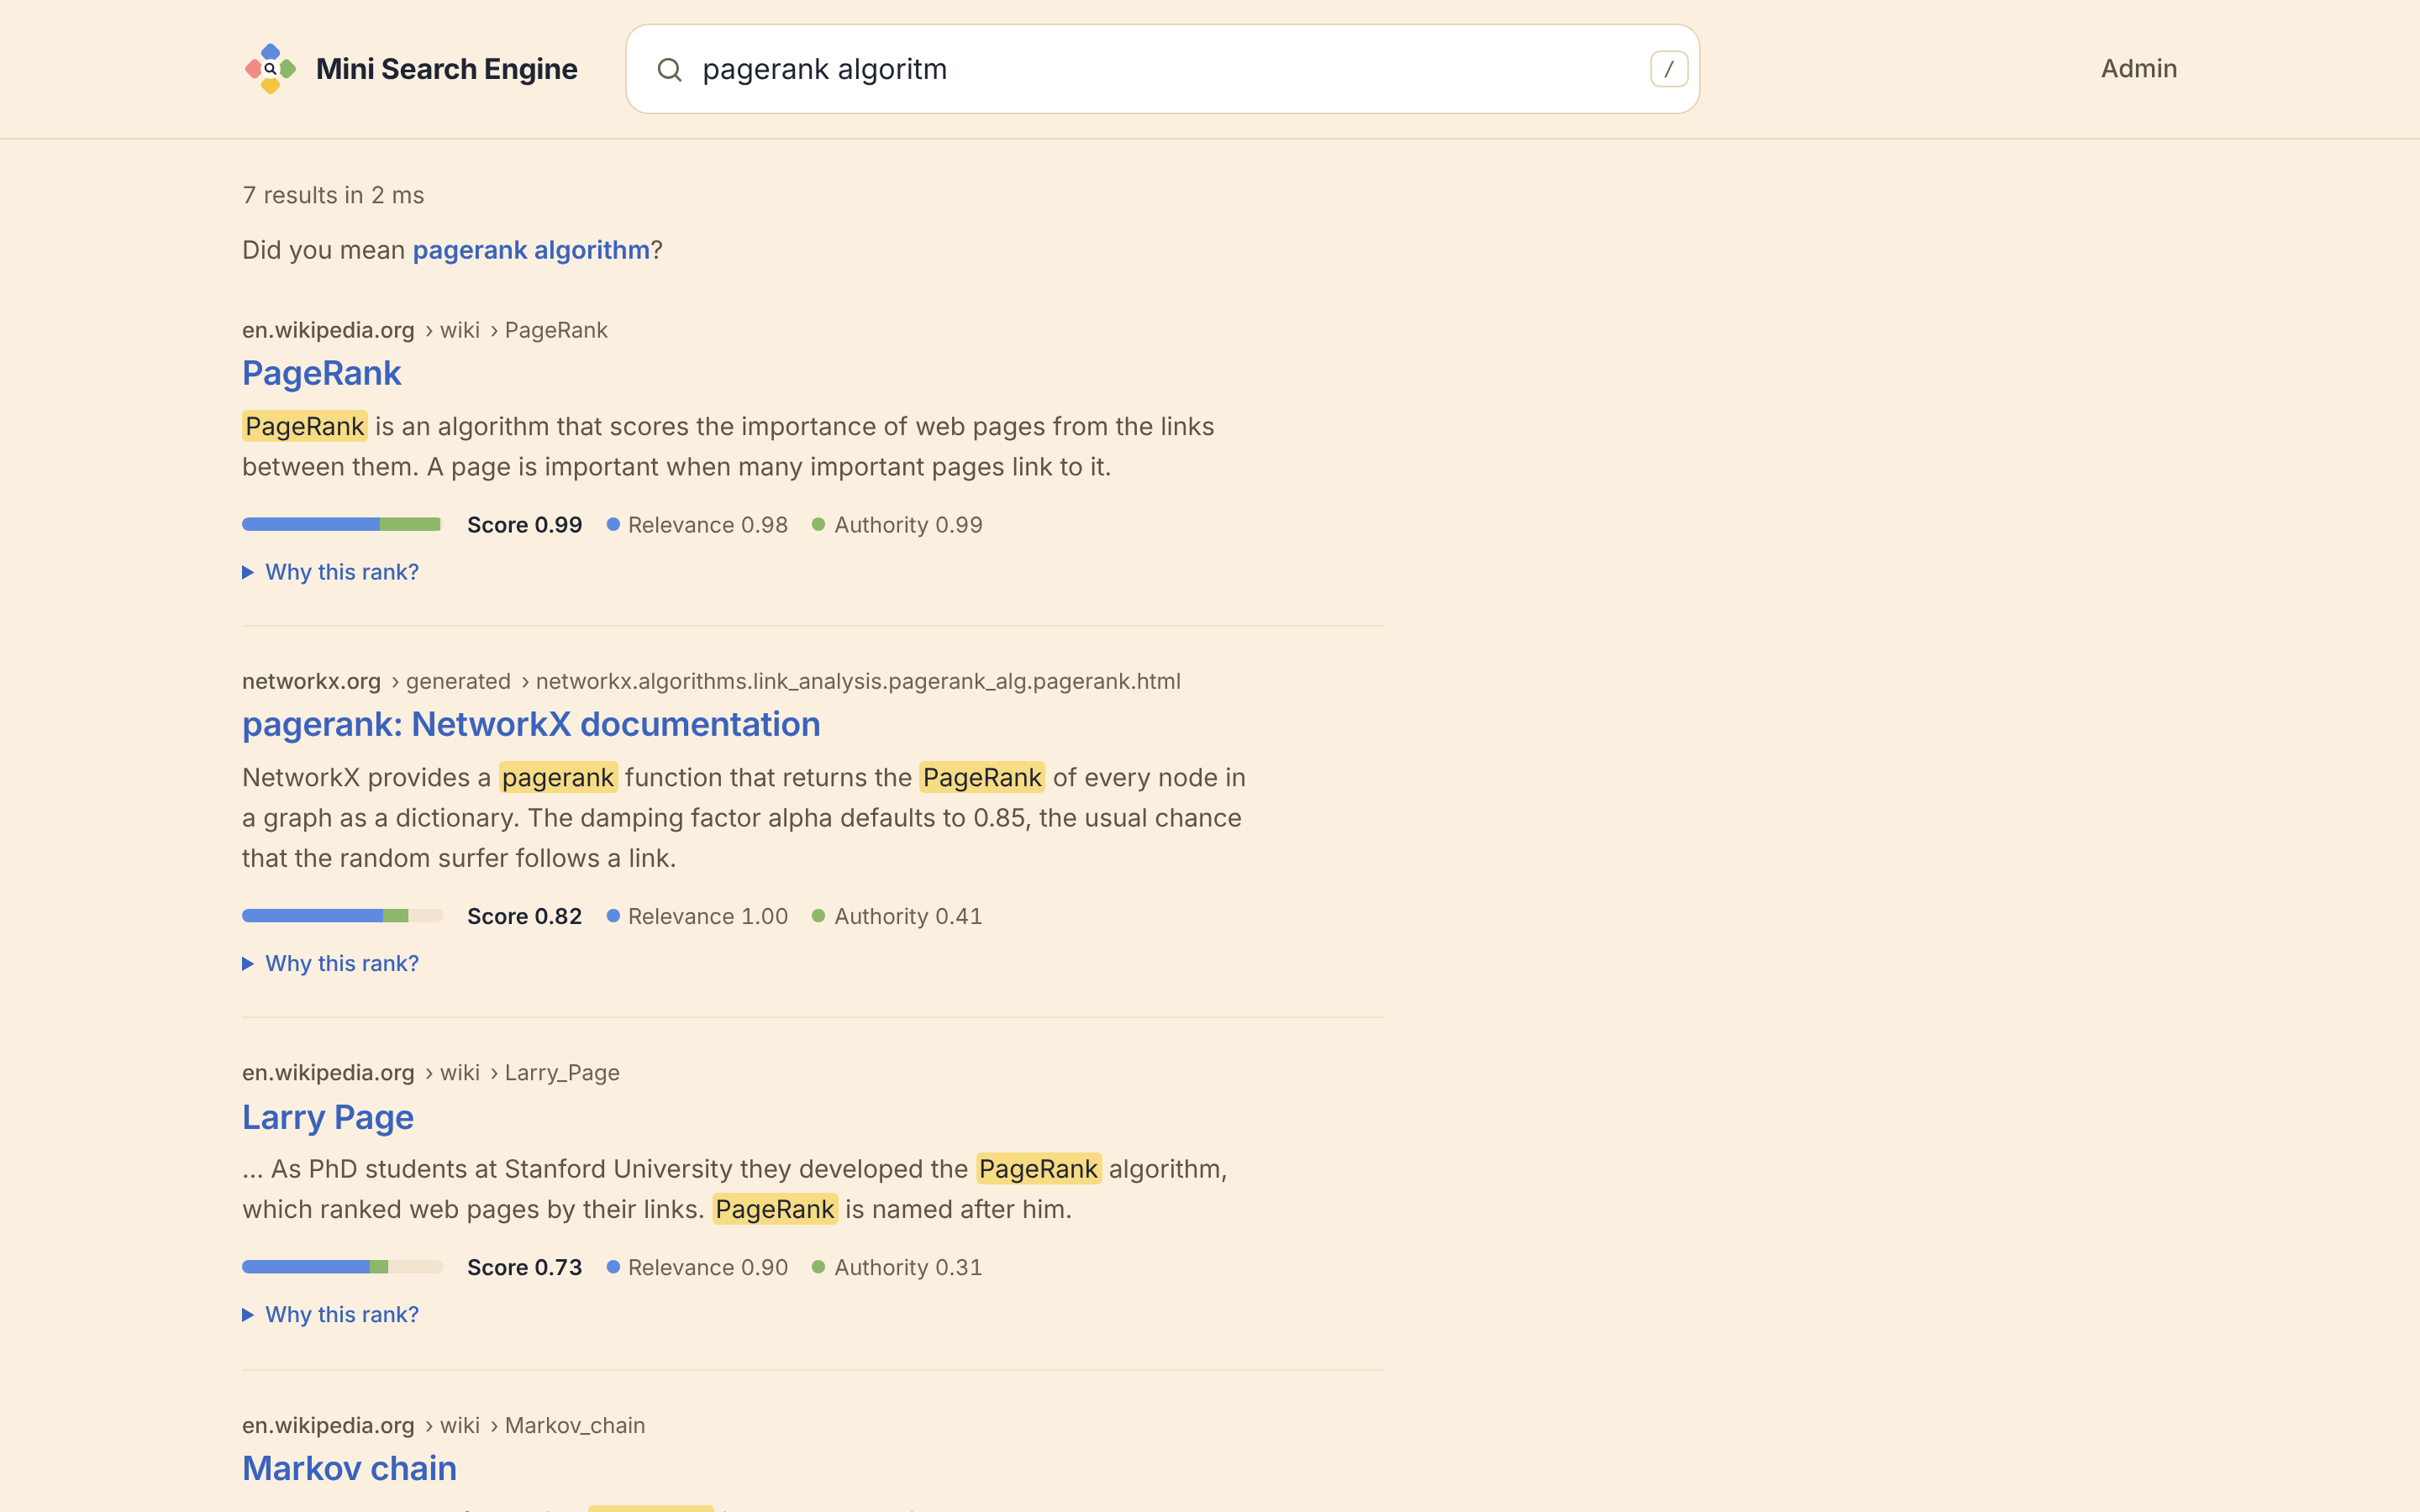 Mini Search Engine
pagerank algoritm
/
Admin
7 results in 2 ms
Did you mean pagerank algorithm?
en.wikipedia.org › wiki › PageRank
PageRank
PageRank is an algorithm that scores the importance of web pages from the links
between them. A page is important when many important pages link to it.
Score 0.99 Relevance 0.98 Authority 0.99
Why this rank?
networkx.org › generated › networkx.algorithms.link_analysis.pagerank_alg.pagerank.html
pagerank: NetworkX documentation
NetworkX provides a pagerank function that returns the PageRank of every node in
a graph as a dictionary. The damping factor alpha defaults to 0.85, the usual chance
that the random surfer follows a link.
Score 0.82 Relevance 1.00 Authority 0.41
Why this rank?
en.wikipedia.org › wiki › Larry_Page
Larry Page
… As PhD students at Stanford University they developed the PageRank algorithm,
which ranked web pages by their links. PageRank is named after him.
Score 0.73 Relevance 0.90 Authority 0.31
Why this rank?
en.wikipedia.org › wiki › Markov_chain
Markov chain